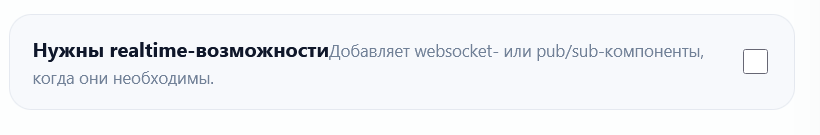 Нужны realtime-возможностиДобавляет websocket- или pub/sub-компоненты,
когда они необходимы.